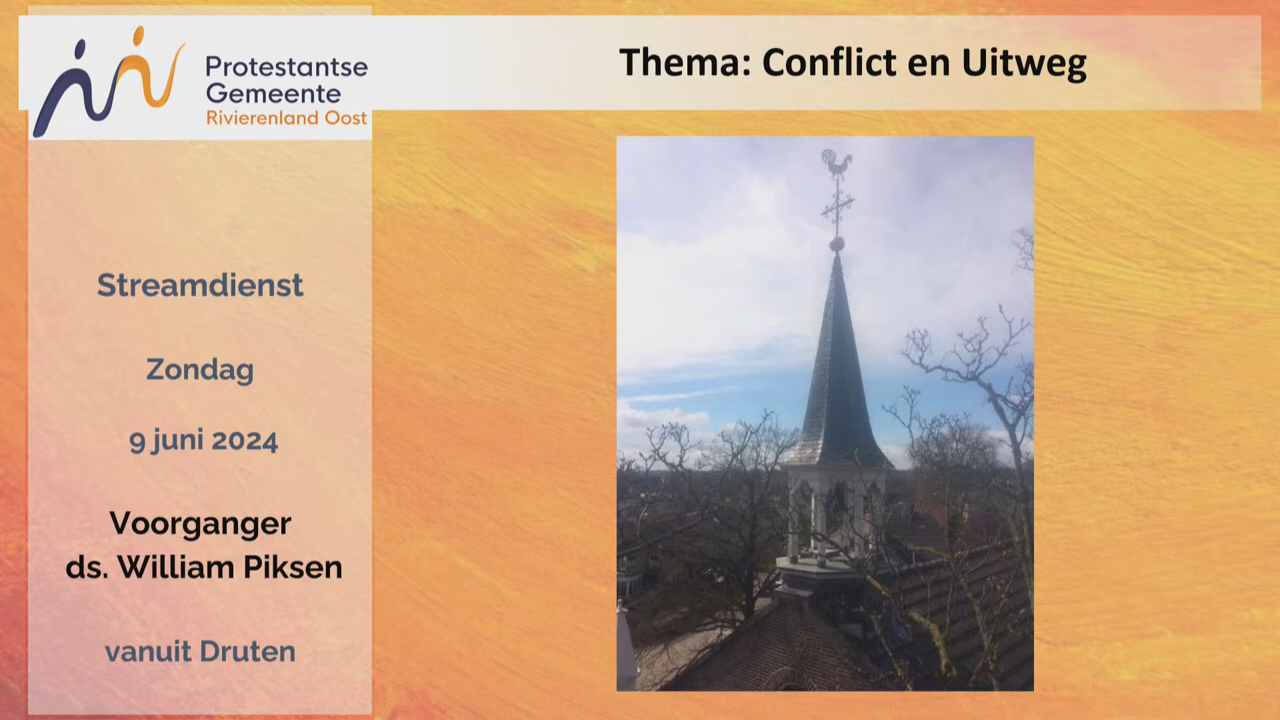 Protestantse
Gemeente
Rivierenland Oost
Thema: Conflict en Uitweg
Streamdienst
Zondag
9 juni 2024
Voorganger
ds. William Piksen
vanuit Druten